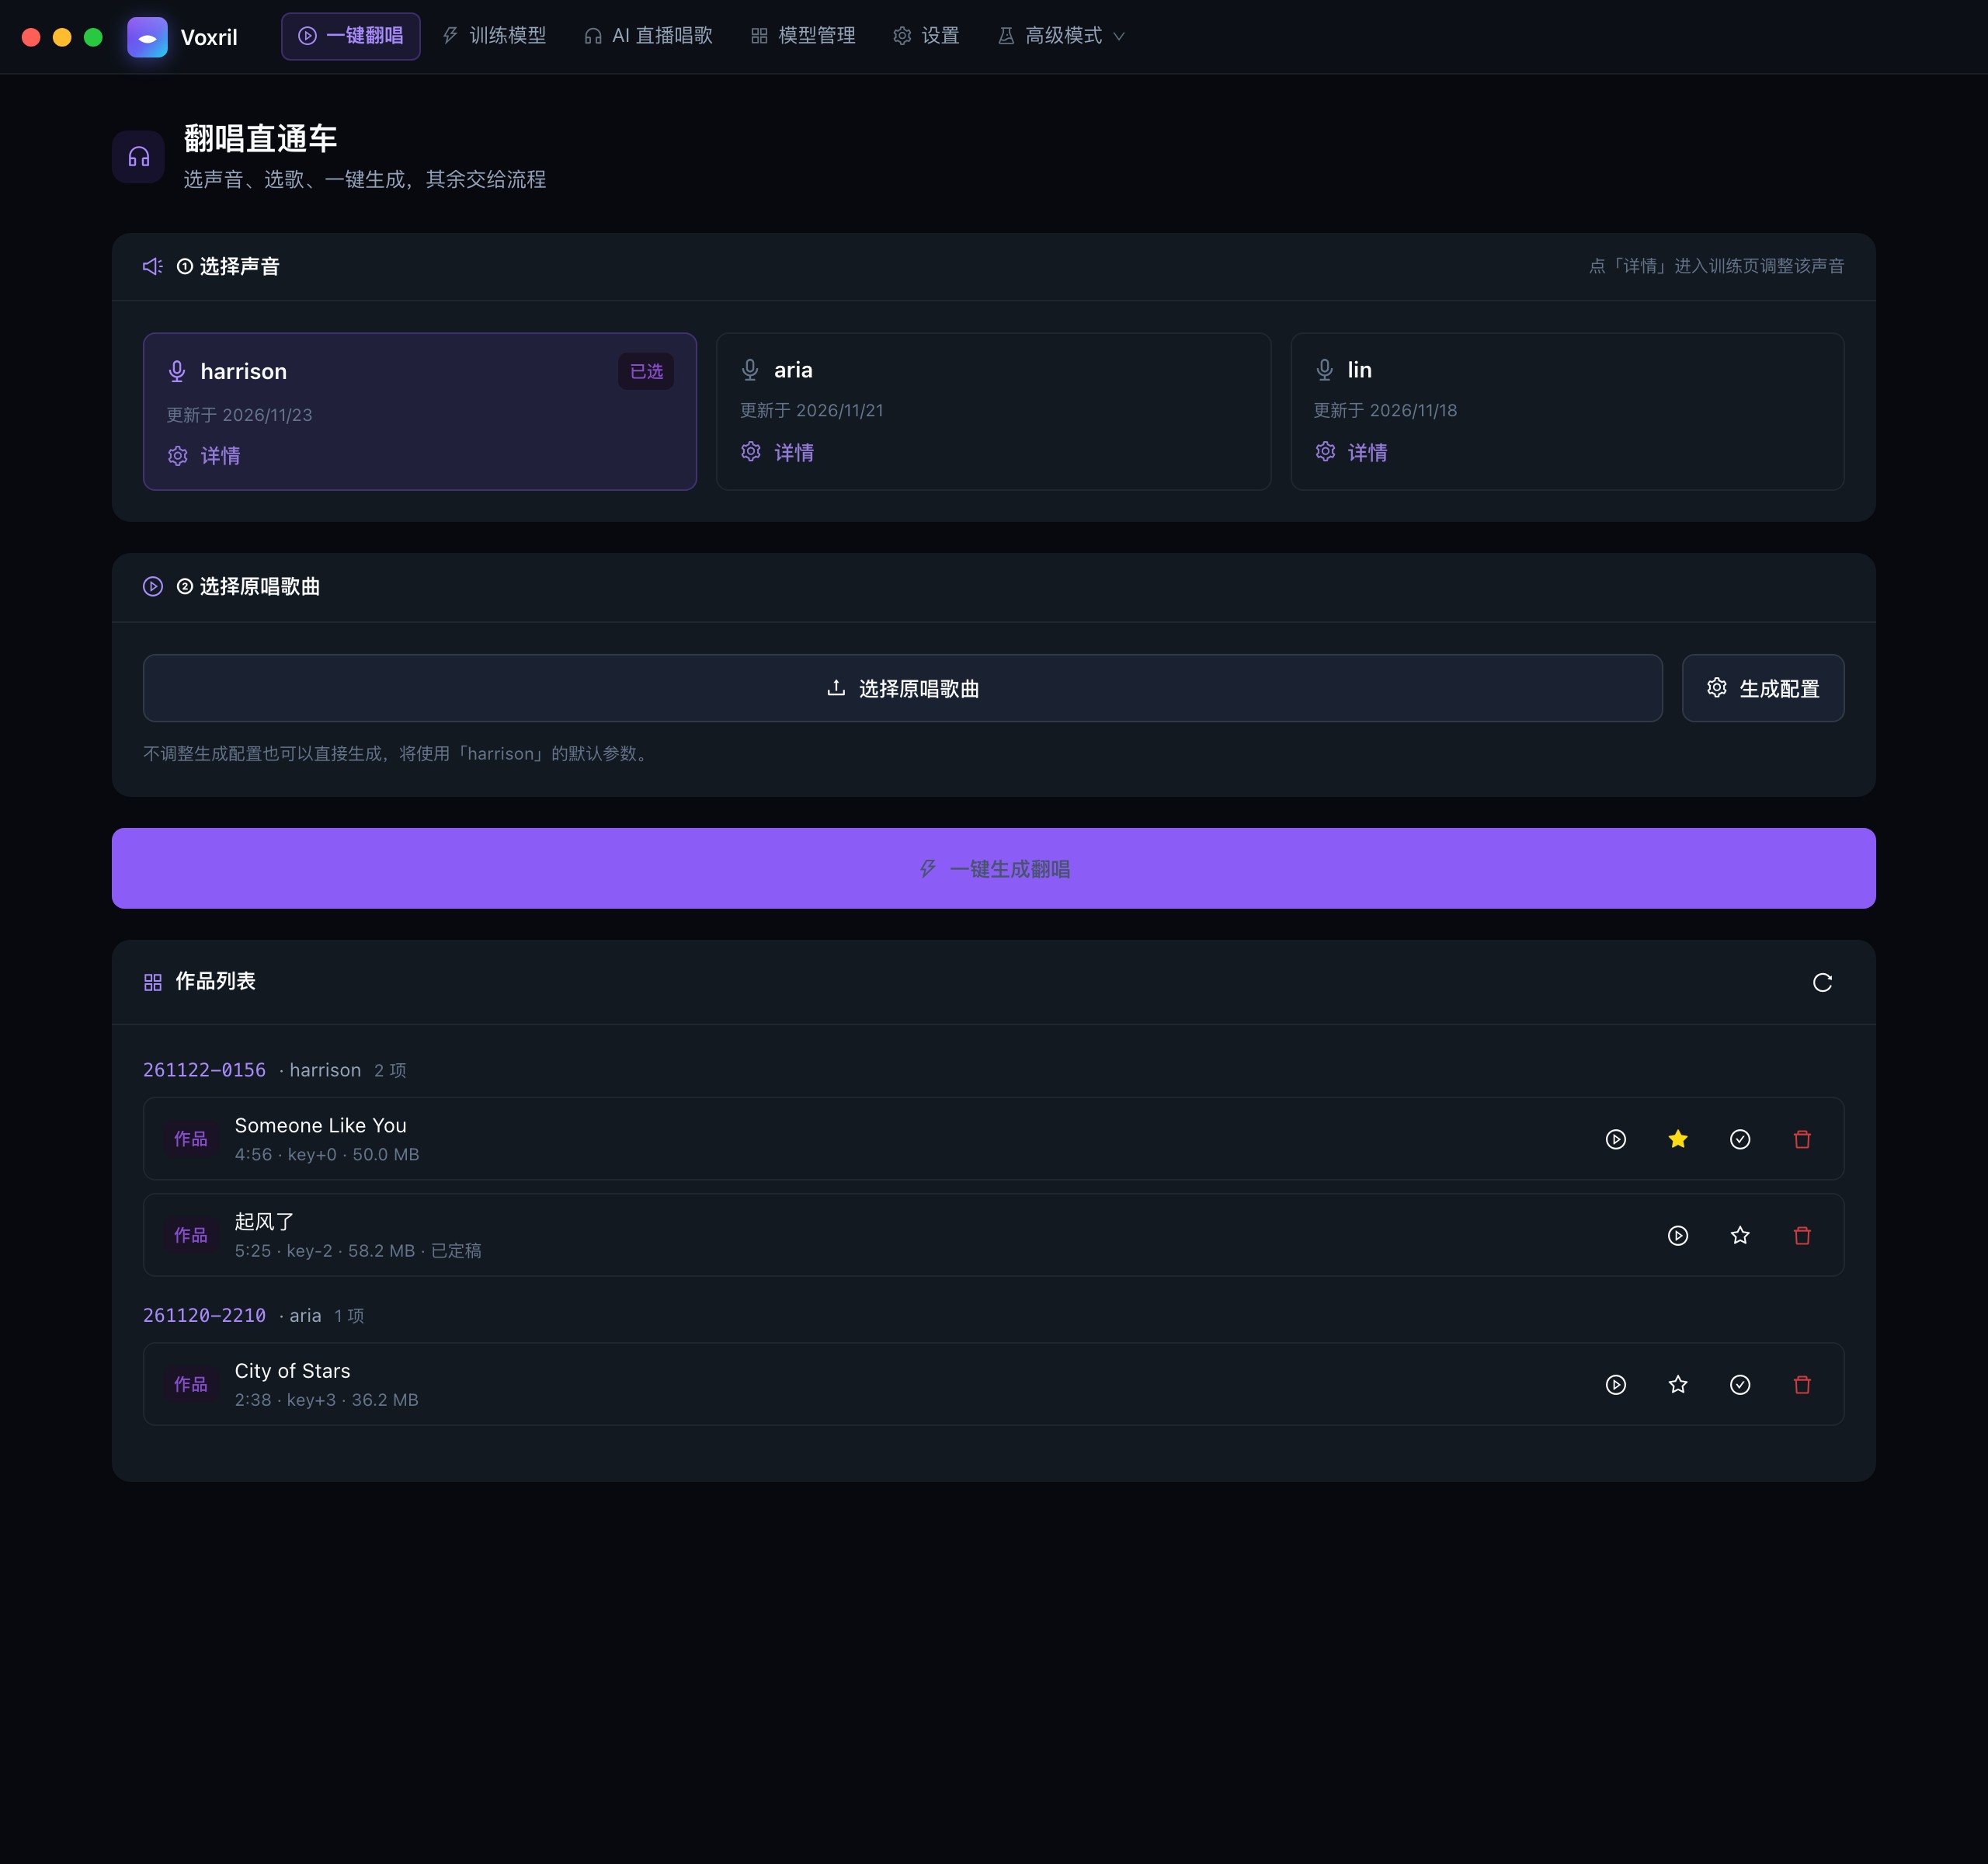 Voxril
一键翻唱
训练模型
AI 直播唱歌
模型管理
设置
高级模式
翻唱直通车
选声音、选歌、一键生成，其余交给流程
① 选择声音
点「详情」进入训练页调整该声音
harrison
已选
更新于 2026/11/23
详情
aria
更新于 2026/11/21
详情
lin
更新于 2026/11/18
详情
② 选择原唱歌曲
选择原唱歌曲
生成配置
不调整生成配置也可以直接生成，将使用「harrison」的默认参数。
一键生成翻唱
作品列表
261122-0156 · harrison 2 项
作品
Someone Like You
4:56 · key+0 · 50.0 MB
作品
起风了
5:25 · key-2 · 58.2 MB · 已定稿
261120-2210 · aria 1 项
作品
City of Stars
2:38 · key+3 · 36.2 MB